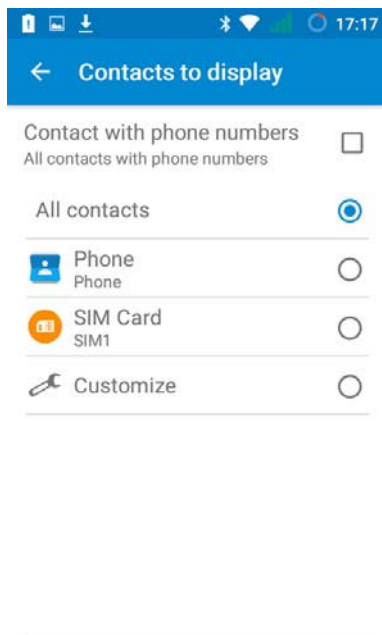 17:17
Contacts to display
Contact with phone numbers
All contacts with phone numbers
All contacts
Phone
Phone
SIM Card
SIM1
Customize